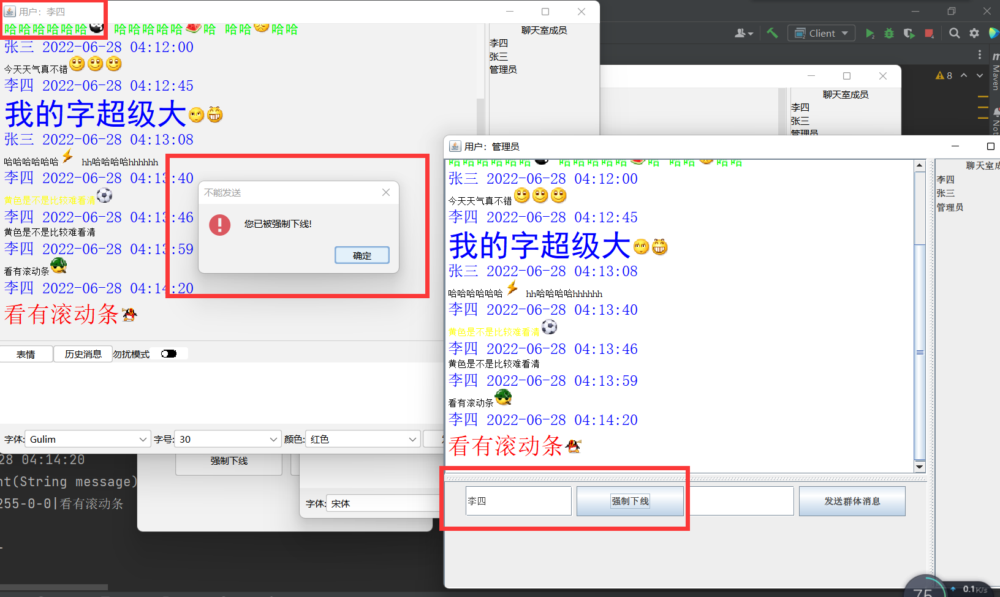 用户：李四
哈哈哈哈哈哈 哈哈哈哈哈哈 哈哈哈哈
张三 2022-06-28 04:12:00
今天天气真不错
李四 2022-06-28 04:12:45
我的字超级大
张三 2022-06-28 04:13:08
哈哈哈哈哈哈 hh哈哈哈哈hhhhhh
李四 2022-06-28 04:13:40
黄色是不是比较难看清
李四 2022-06-28 04:13:46
黄色是不是比较难看清
李四 2022-06-28 04:13:59
看有滚动条
李四 2022-06-28 04:14:20
看有滚动条
聊天室成员
李四
张三
管理员
不能发送
您已被强制下线!
确定
表情
历史消息
勿扰模式
字体:
Gulim
字号:
30
颜色:
红色
28 04:14:20
nt(String message)
255-0-0|看有滚动条
强制下线
字体:
宋体
Client
8
Maven
Not
聊天室成员
李四
张三
管理员
用户：管理员
哈哈哈哈哈哈 哈哈哈哈哈哈 哈哈哈哈
张三 2022-06-28 04:12:00
今天天气真不错
李四 2022-06-28 04:12:45
我的字超级大
张三 2022-06-28 04:13:08
哈哈哈哈哈哈 hh哈哈哈哈hhhhhh
李四 2022-06-28 04:13:40
黄色是不是比较难看清
李四 2022-06-28 04:13:46
黄色是不是比较难看清
李四 2022-06-28 04:13:59
看有滚动条
李四 2022-06-28 04:14:20
看有滚动条
聊天室成
李四
张三
管理员
李四
强制下线
发送群体消息
75
0.1K/s